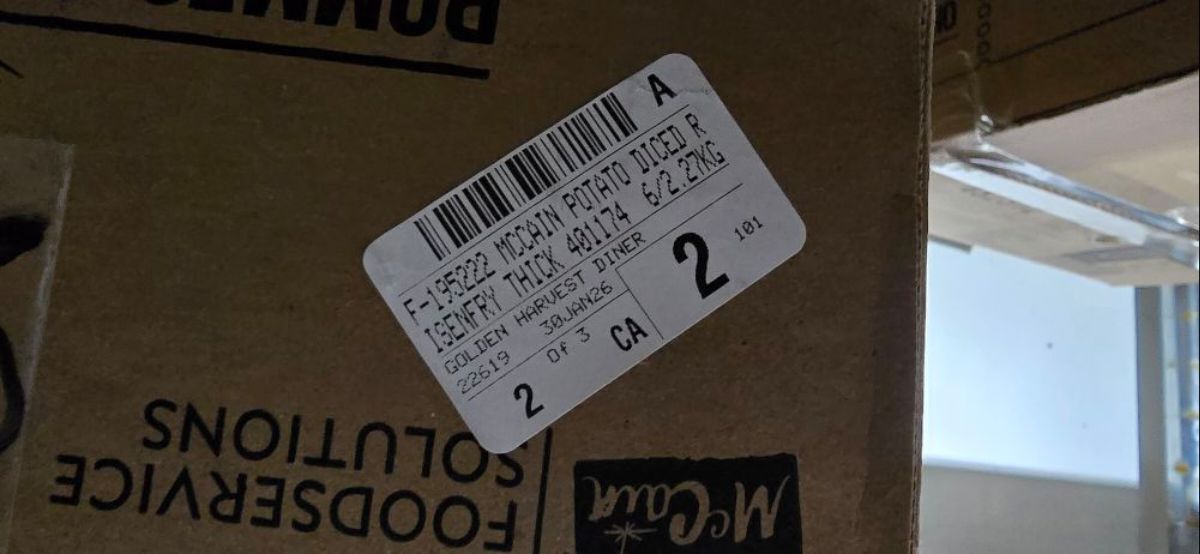 A
F-195222 MCCAIN POTATO DICED R
ISENFRY THICK 401174 6/2.27KG
GOLDEN HARVEST DINER
22619 30JAN26
2 Of 3 CA
2
101
FOODSERVICE
SOLUTIONS
McCain